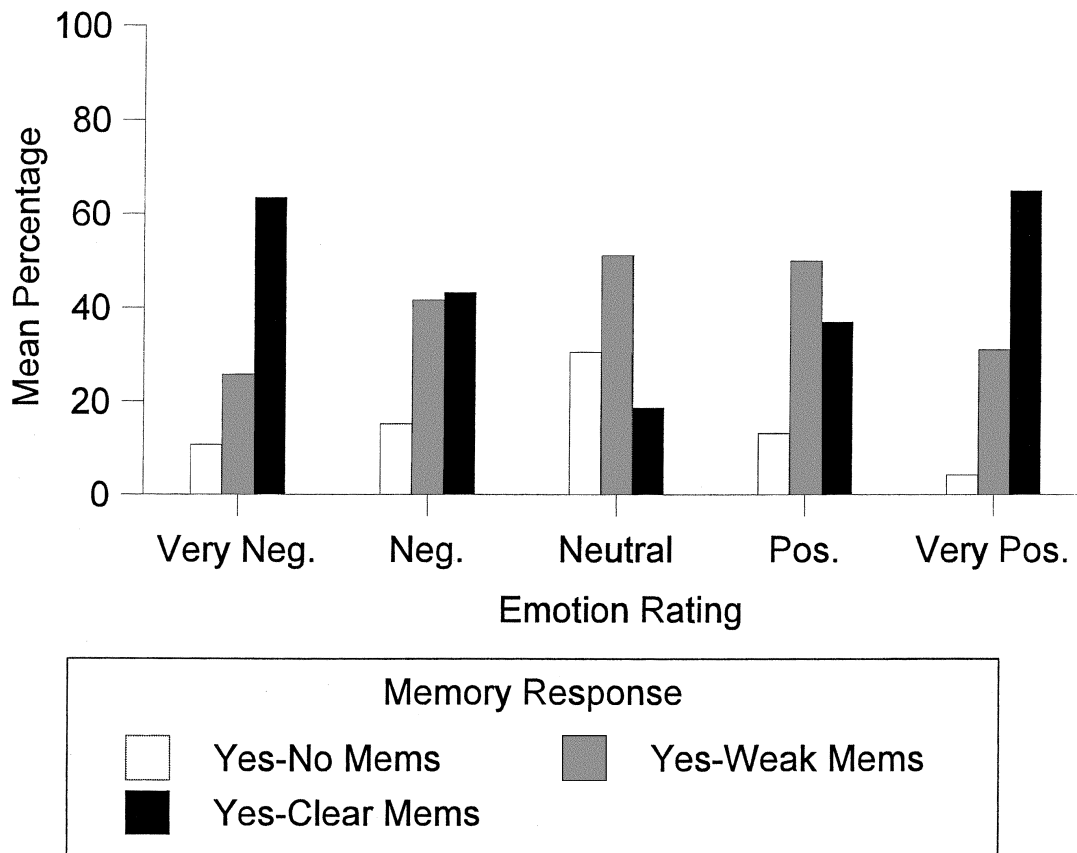 100
80
60
40
20
0
Mean Percentage
Very Neg. Neg. Neutral Pos. Very Pos.
Emotion Rating
Memory Response
Yes-No Mems Yes-Weak Mems
Yes-Clear Mems